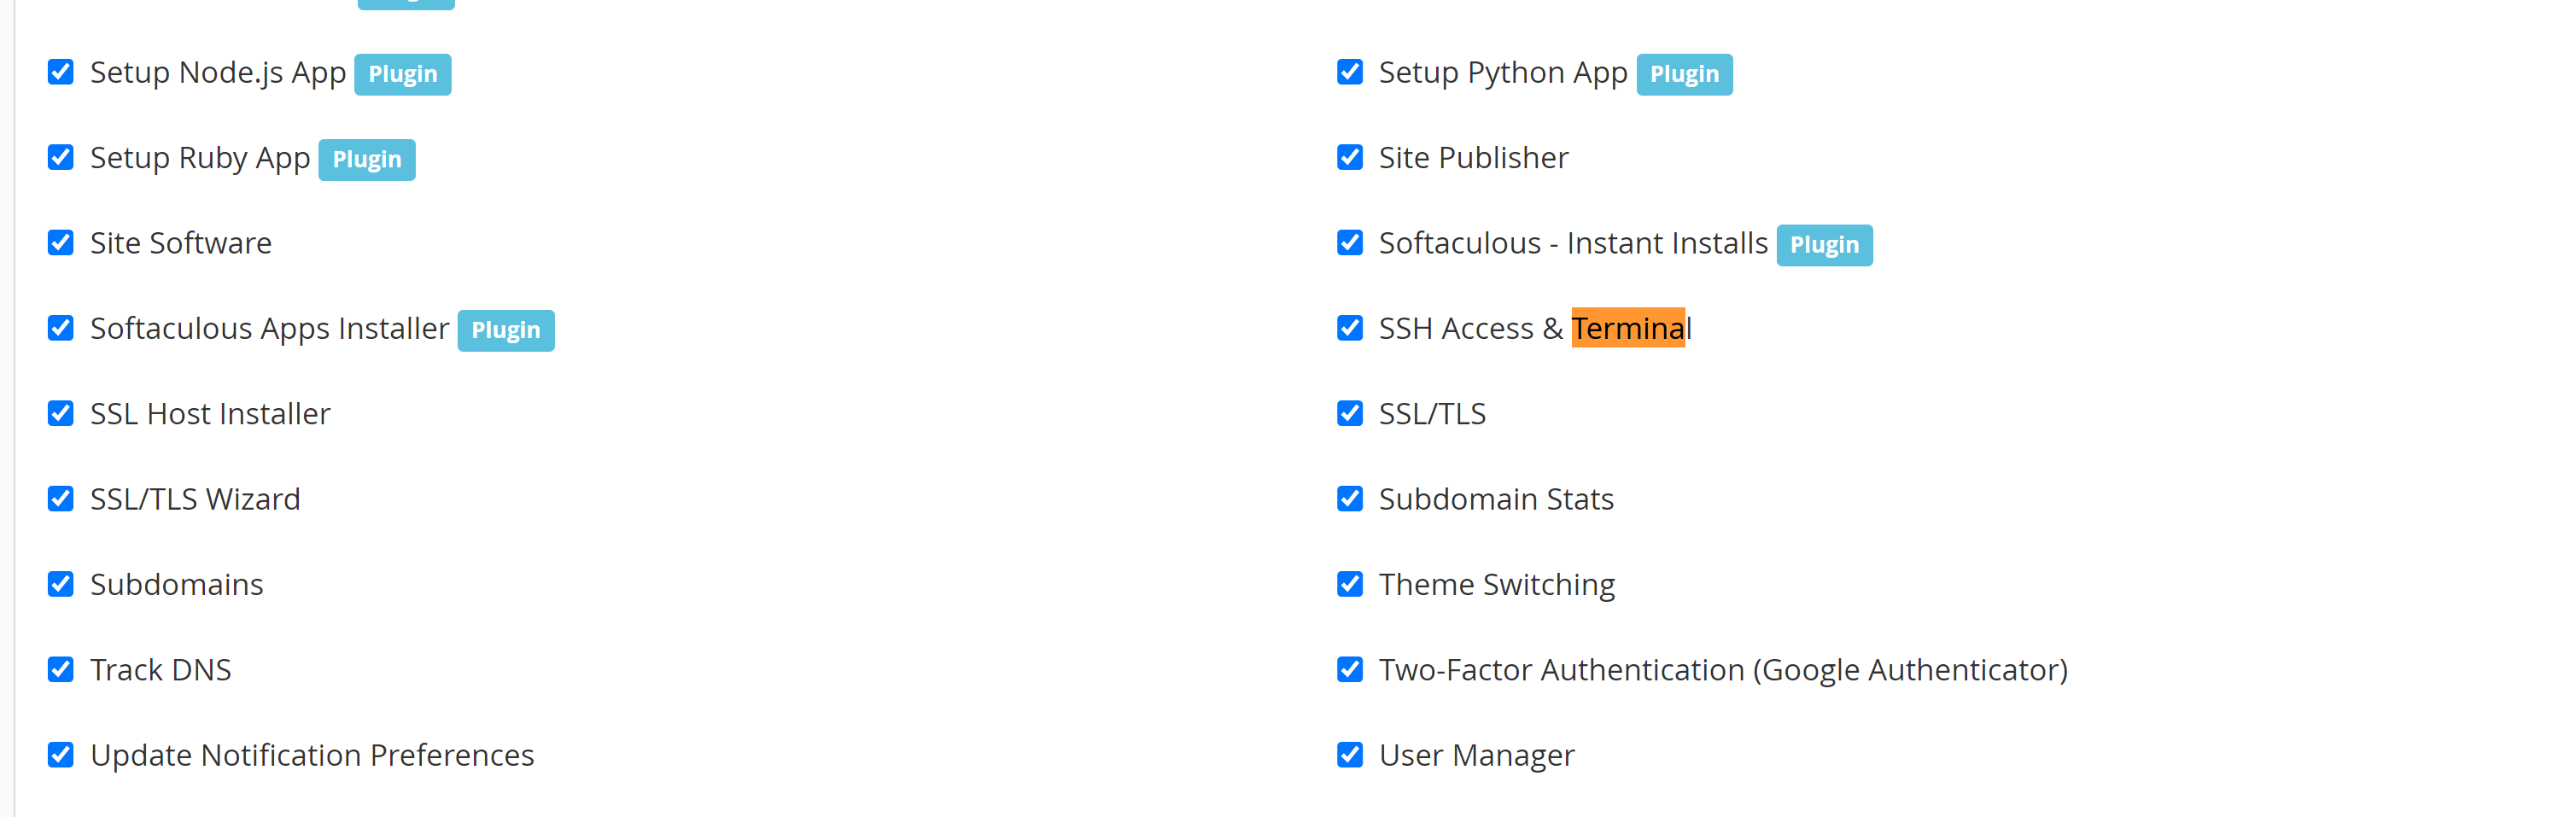 Plugin
Setup Node.js App Plugin
Setup Python App Plugin
Setup Ruby App Plugin
Site Publisher
Site Software
Softaculous - Instant Installs Plugin
Softaculous Apps Installer Plugin
SSH Access & Terminal
SSL Host Installer
SSL/TLS
SSL/TLS Wizard
Subdomain Stats
Subdomains
Theme Switching
Track DNS
Two-Factor Authentication (Google Authenticator)
Update Notification Preferences
User Manager